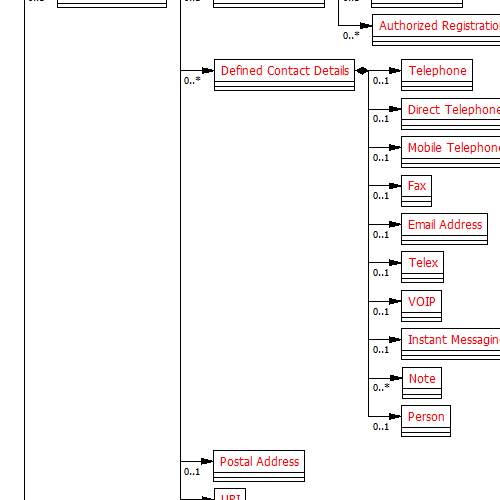 Authorized Registration
0..*
Defined Contact Details
0..*
Telephone
0..1
Direct Telephone
0..1
Mobile Telephone
0..1
Fax
0..1
Email Address
0..1
Telex
0..1
VOIP
0..1
Instant Messaging
0..1
Note
0..*
Person
0..1
Postal Address
0..1